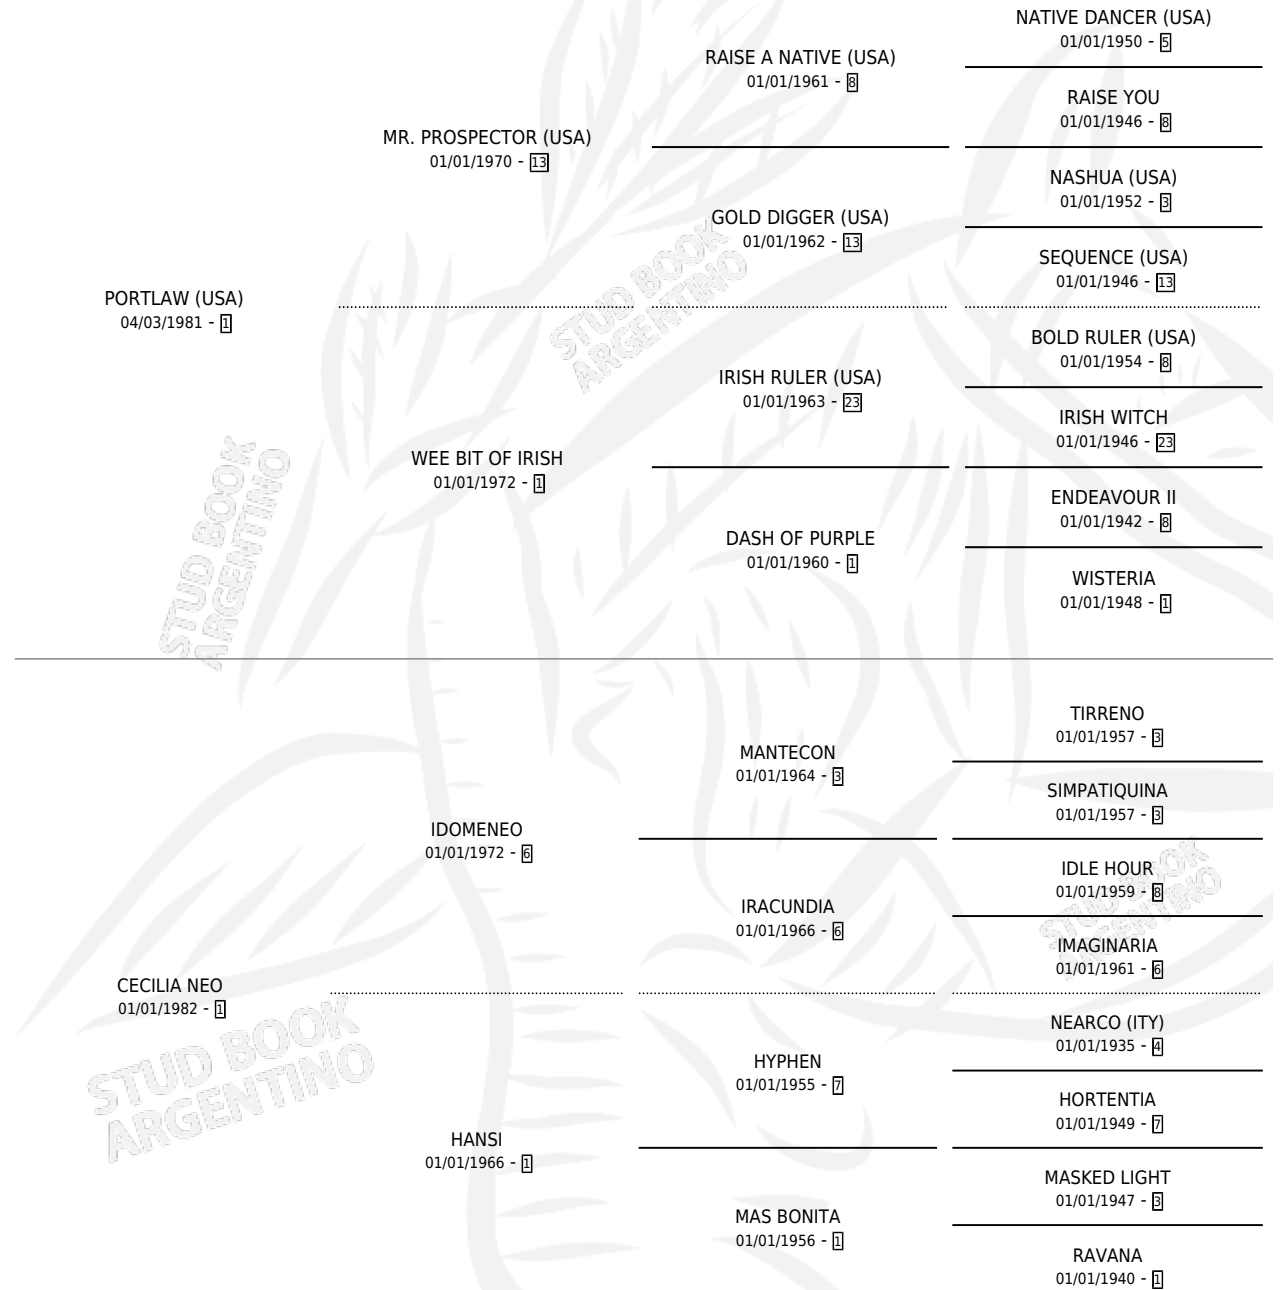 NATIVE DANCER (USA)
01/01/1950 - 5
RAISE A NATIVE (USA)
01/01/1961 - 8
RAISE YOU
01/01/1946 - 8
MR. PROSPECTOR (USA)
01/01/1970 - 13
NASHUA (USA)
01/01/1952 - 3
GOLD DIGGER (USA)
01/01/1962 - 13
SEQUENCE (USA)
01/01/1946 - 13
PORTLAW (USA)
04/03/1981 - 1
BOLD RULER (USA)
01/01/1954 - 8
IRISH RULER (USA)
01/01/1963 - 23
IRISH WITCH
01/01/1946 - 23
WEE BIT OF IRISH
01/01/1972 - 1
ENDEAVOUR II
01/01/1942 - 8
DASH OF PURPLE
01/01/1960 - 1
WISTERIA
01/01/1948 - 1
TIRRENO
01/01/1957 - 3
MANTECON
01/01/1964 - 3
SIMPATIQUINA
01/01/1957 - 3
IDOMENEO
01/01/1972 - 6
IDLE HOUR
01/01/1959 - 8
IRACUNDIA
01/01/1966 - 6
IMAGINARIA
01/01/1961 - 6
CECILIA NEO
01/01/1982 - 1
NEARCO (ITY)
01/01/1935 - 4
HYPHEN
01/01/1955 - 7
HORTENTIA
01/01/1949 - 7
HANSI
01/01/1966 - 1
MASKED LIGHT
01/01/1947 - 3
MAS BONITA
01/01/1956 - 1
RAVANA
01/01/1940 - 1
STUD BOOK
ARGENTINO
STUD BOOK
ARGENTINO
STUD BOOK
ARGENTINO
STUD BOOK
ARGENTINO